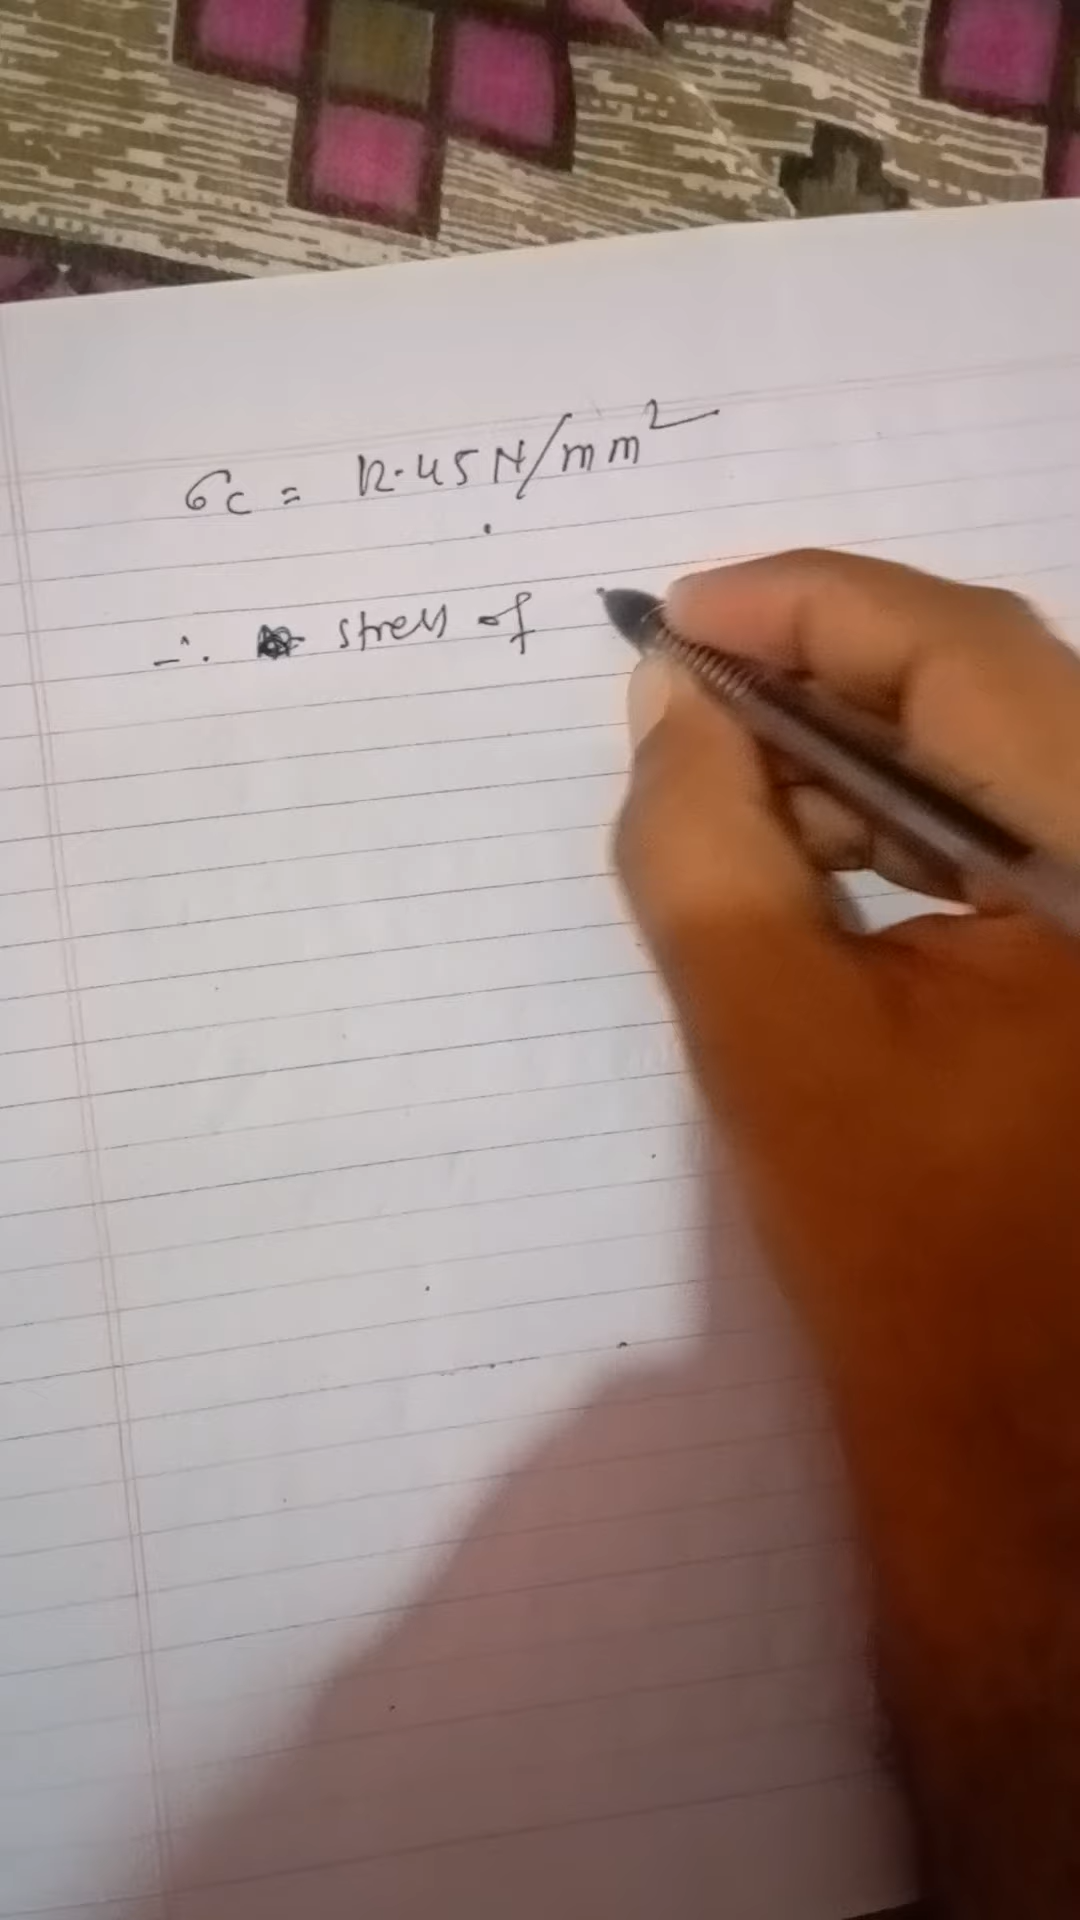 σc = 12.45 N/mm²
∴ stress of